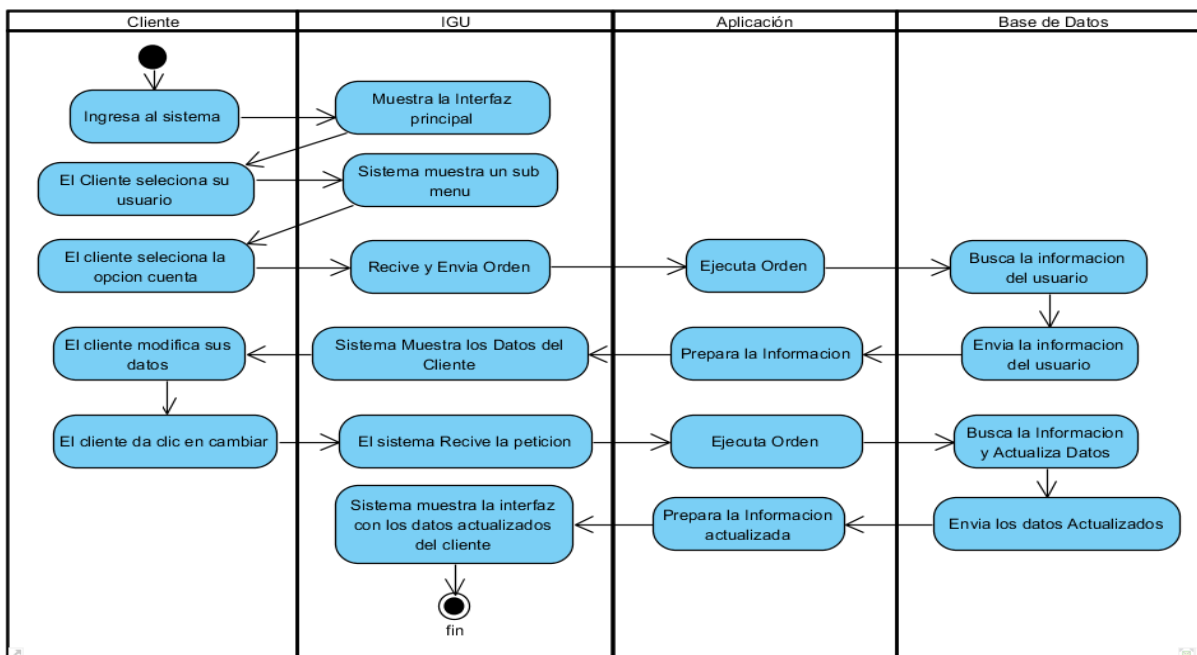 Cliente
IGU
Aplicación
Base de Datos
Ingresa al sistema
Muestra la Interfaz
principal
El Cliente seleciona su
usuario
Sistema muestra un sub
menu
El cliente seleciona la
opcion cuenta
Recive y Envia Orden
Ejecuta Orden
Busca la informacion
del usuario
El cliente modifica sus
datos
Sistema Muestra los Datos del
Cliente
Prepara la Informacion
Envia la informacion
del usuario
El cliente da clic en cambiar
El sistema Recive la peticion
Ejecuta Orden
Busca la Informacion
y Actualiza Datos
Sistema muestra la interfaz
con los datos actualizados
del cliente
Prepara la Informacion
actualizada
Envia los datos Actualizados
fin